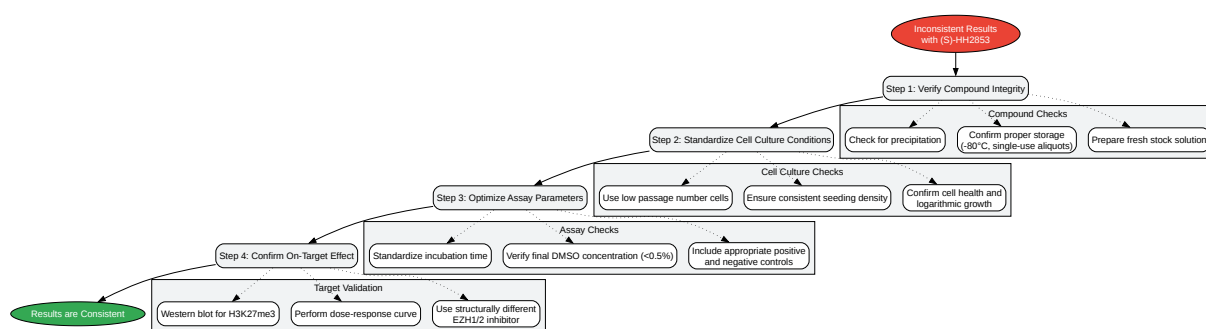 Inconsistent Results
with (S)-HH2853
Step 1: Verify Compound Integrity
Compound Checks
Check for precipitation
Confirm proper storage
(-80°C, single-use aliquots)
Prepare fresh stock solution
Step 2: Standardize Cell Culture Conditions
Cell Culture Checks
Use low passage number cells
Ensure consistent seeding density
Confirm cell health and
logarithmic growth
Step 3: Optimize Assay Parameters
Assay Checks
Standardize incubation time
Verify final DMSO concentration (<0.5%)
Include appropriate positive
and negative controls
Step 4: Confirm On-Target Effect
Target Validation
Western blot for H3K27me3
Perform dose-response curve
Use structurally different
EZH1/2 inhibitor
Results are Consistent